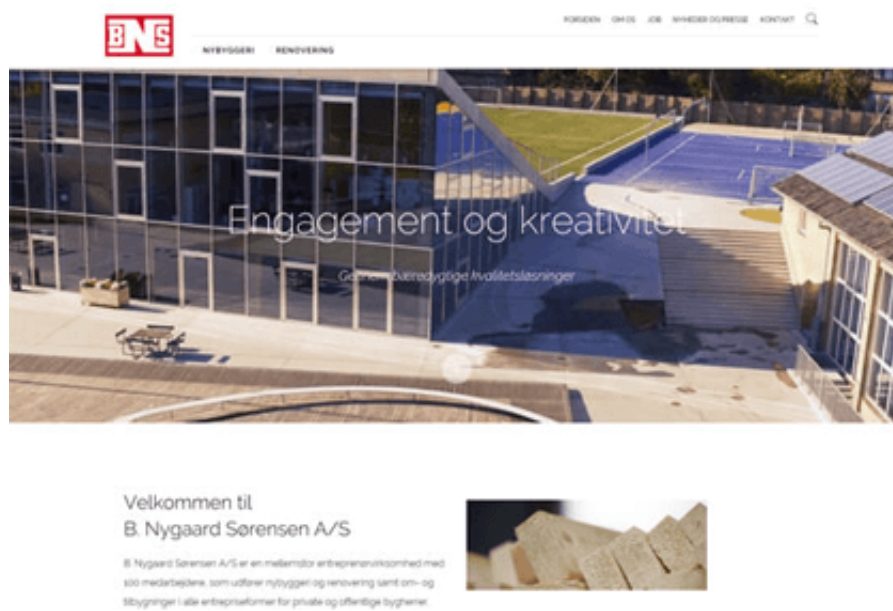 FORSIDEN OM OS JOB NYHEDER OG PRESSE KONTAKT
BNS
NYBYGGERI RENOVERING
Engagement og kreativitet
Gennem bæredygtige kvalitetsløsninger
Velkommen til
B. Nygaard Sørensen A/S
B. Nygaard Sørensen A/S er en mellemstor entreprenørvirksomhed med
100 medarbejdere, som udfører nybyggeri og renovering samt om- og
tilbygninger i alle entrepriseformer for private og offentlige bygherrer.